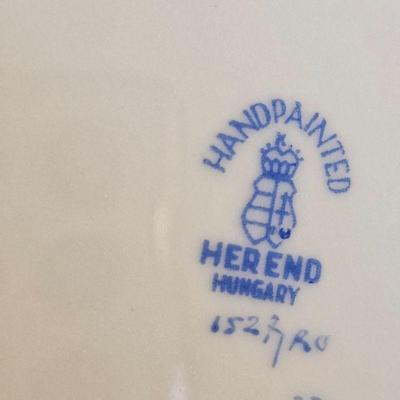 HANDPAINTED
HEREND
HUNGARY
1527/RO